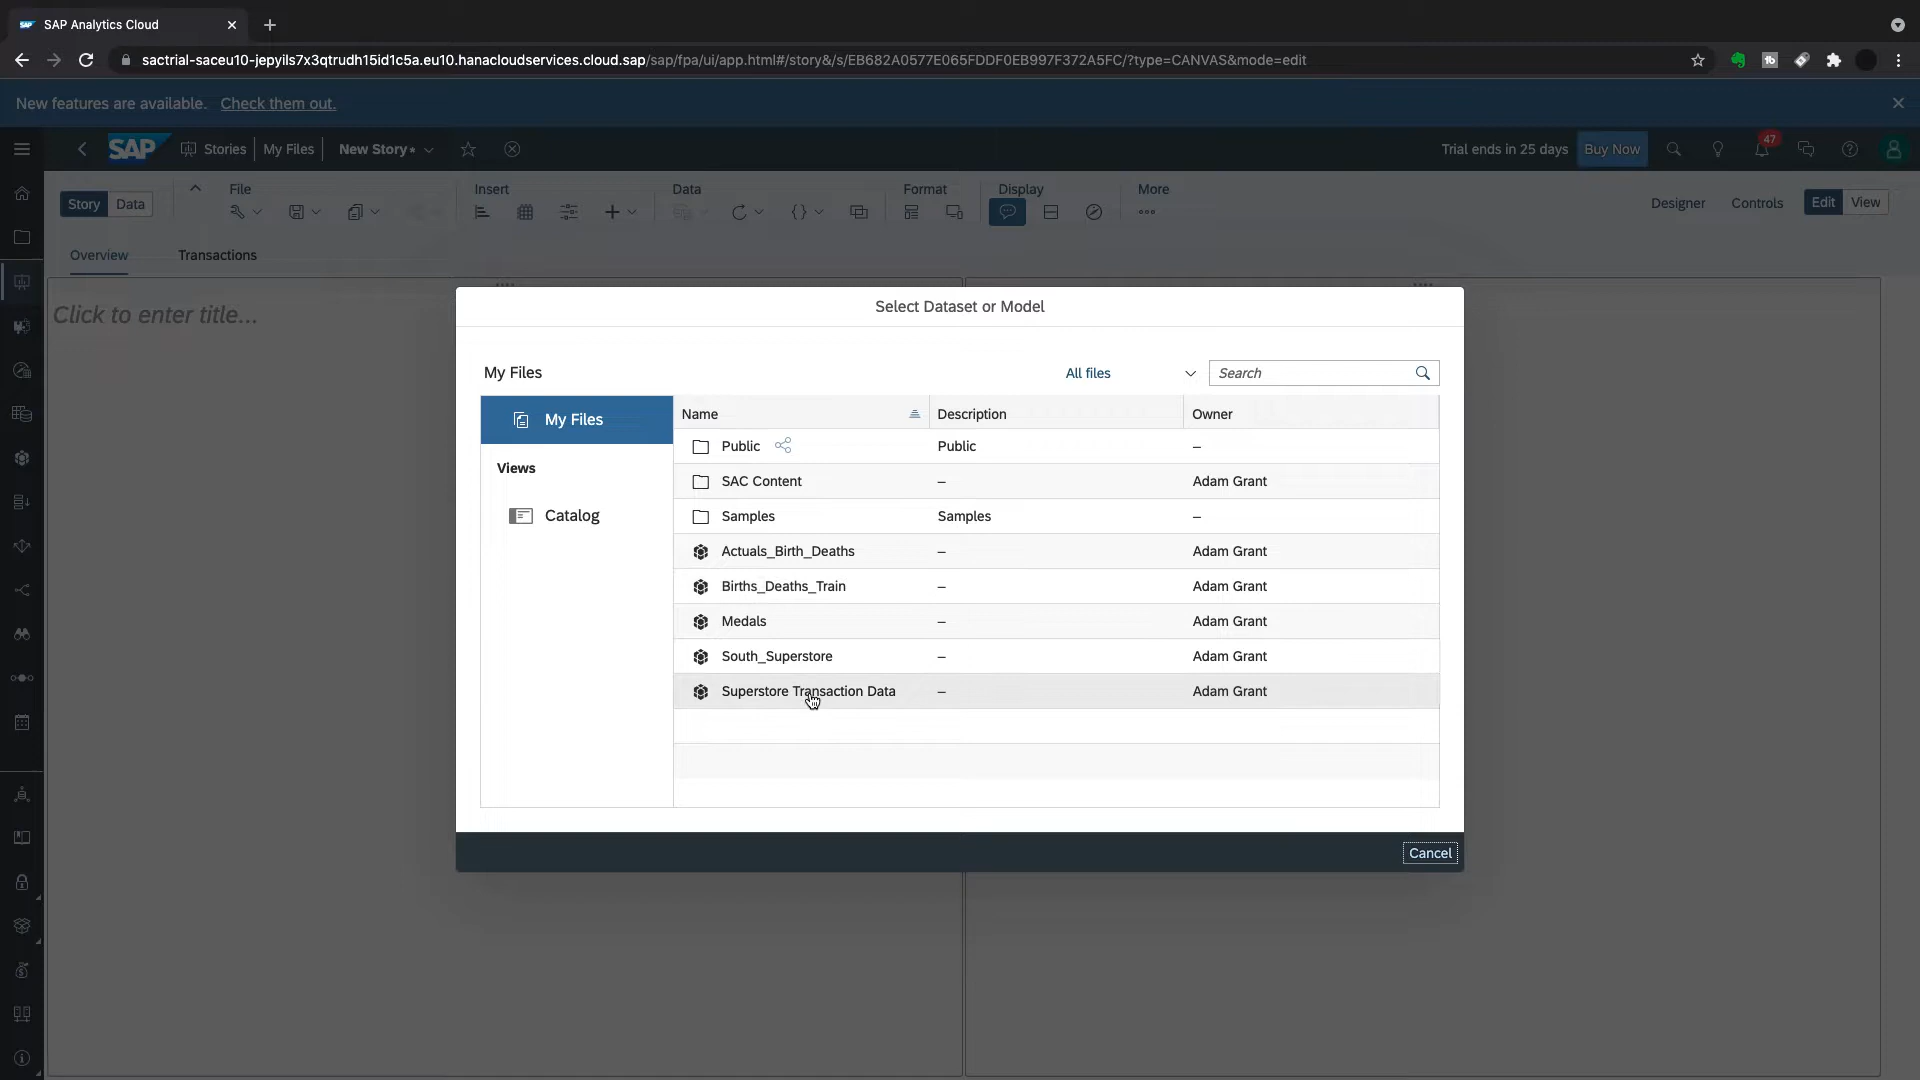 SAP Analytics Cloud
sactrial-saceu10-jepyils7x3qtrudh15id1c5a.eu10.hanacloudservices.cloud.sap/sap/fpa/ui/app.html#/story&/s/EB682A0577E065FDDF0EB997F372A5FC/?type=CANVAS&mode=edit
New features are available. Check them out.
SAP Stories My Files New Story* Trial ends in 25 days Buy Now 47
File Insert Data Format Display More
Story Data Designer Controls Edit View
Overview Transactions
Click to enter title...
Select Dataset or Model
My Files All files Search
My Files
Views
Catalog
Name Description Owner
Public Public –
SAC Content – Adam Grant
Samples Samples –
Actuals_Birth_Deaths – Adam Grant
Births_Deaths_Train – Adam Grant
Medals – Adam Grant
South_Superstore – Adam Grant
Superstore Transaction Data – Adam Grant
Cancel